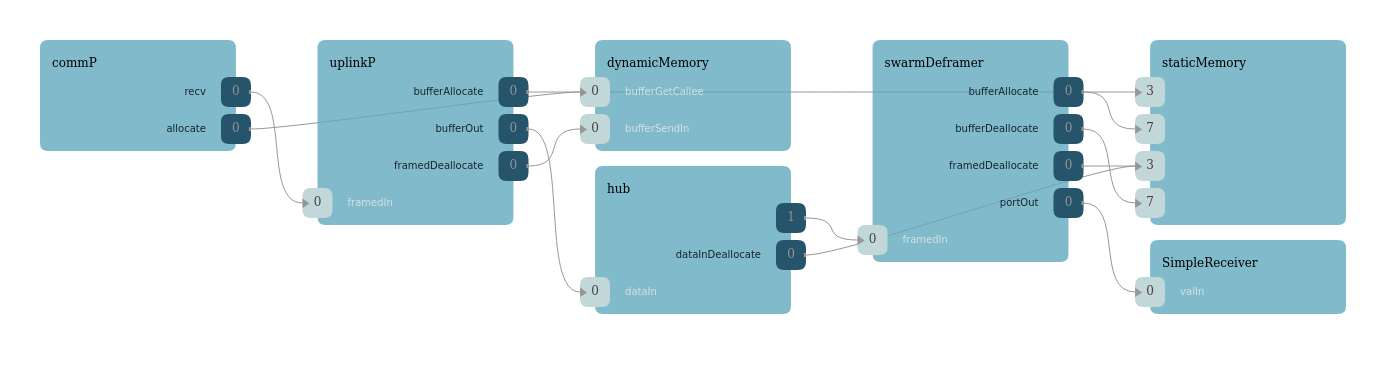 commP
recv 0
allocate 0
uplinkP
bufferAllocate 0
bufferOut 0
framedDeallocate 0
0 framedIn
dynamicMemory
0 bufferGetCallee
0 bufferSendIn
hub
1
dataInDeallocate 0
0 dataIn
swarmDeframer
bufferAllocate 0
bufferDeallocate 0
framedDeallocate 0
portOut 0
0 framedIn
staticMemory
3
7
3
7
SimpleReceiver
0 valIn